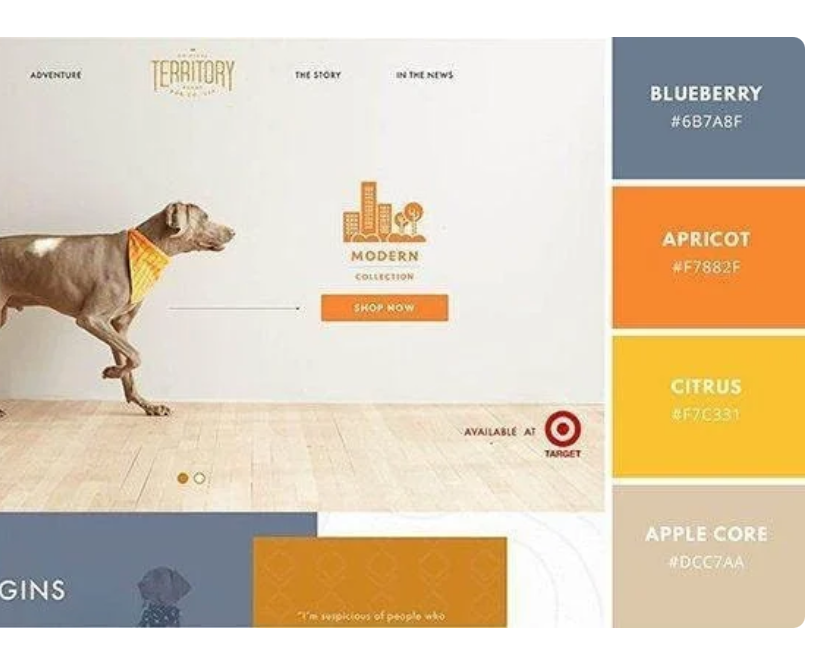 ADVENTURE
TERRITORY
THE STORY
IN THE NEWS
MODERN
COLLECTION
SHOP NOW
AVAILABLE AT
TARGET
GINS
"I'm suspicious of people who
BLUEBERRY
#6B7A8F
APRICOT
#F7882F
CITRUS
#F7C331
APPLE CORE
#DCC7AA